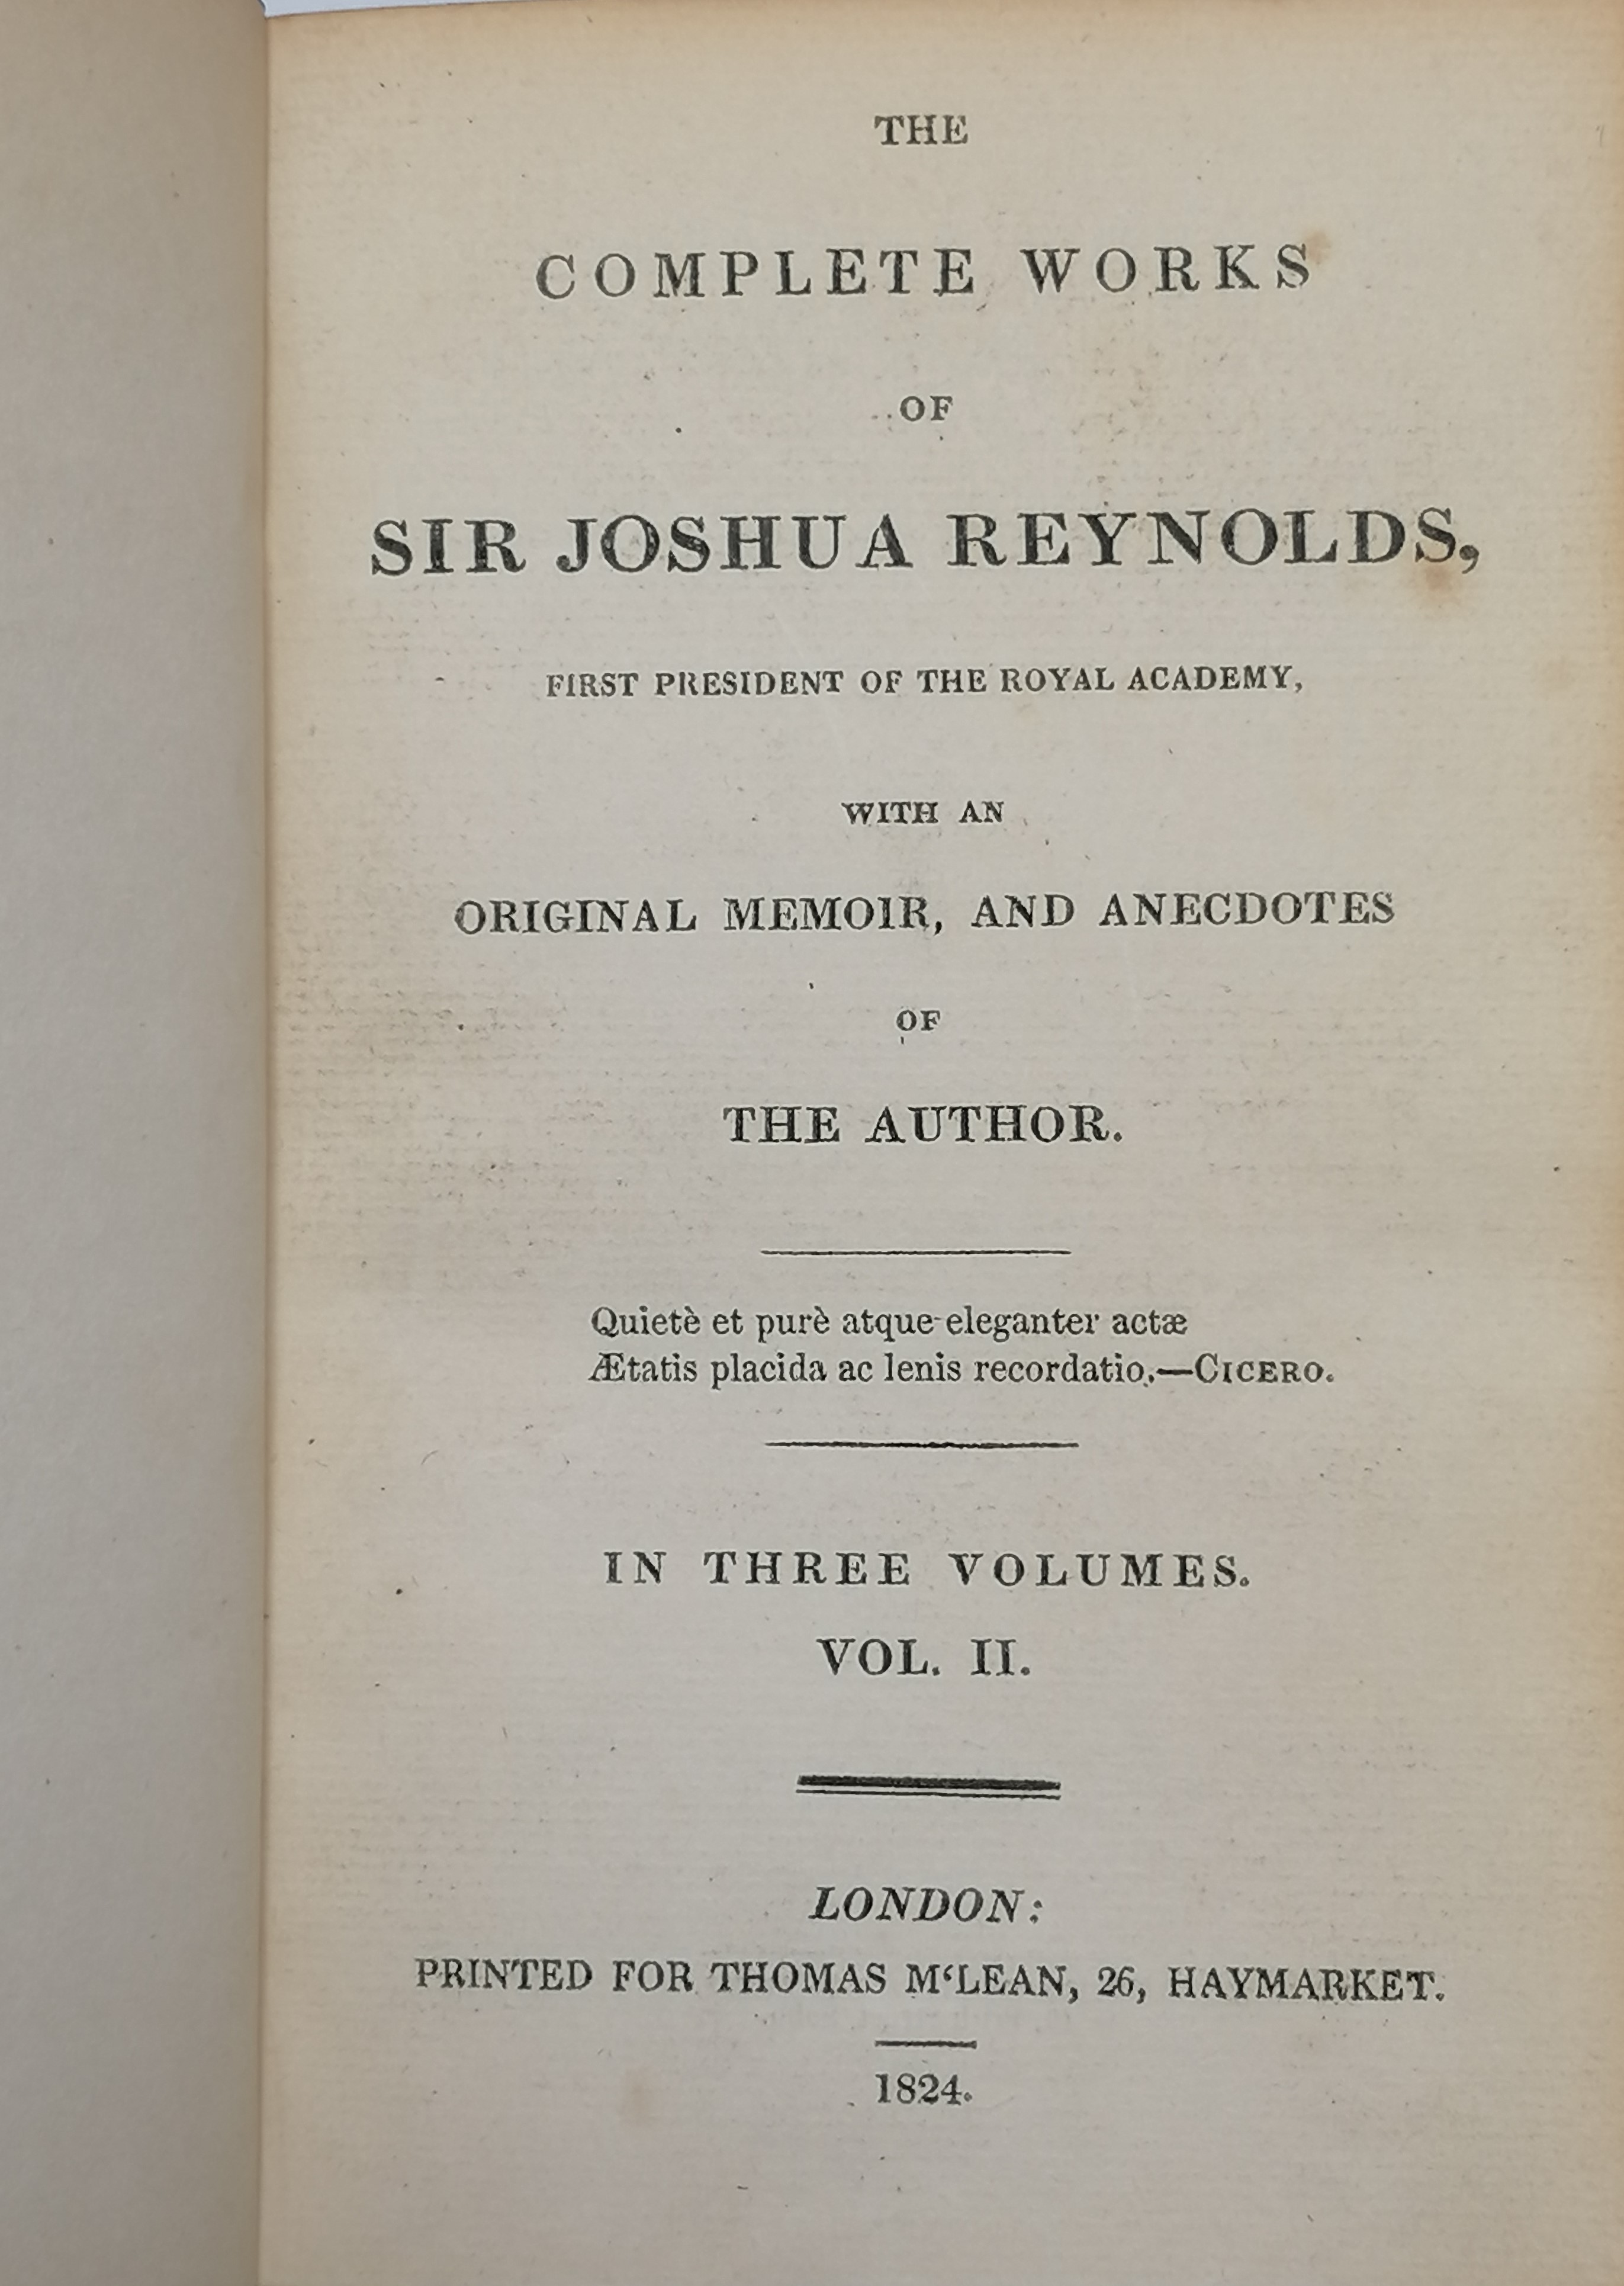 THE
COMPLETE WORKS
OF
SIR JOSHUA REYNOLDS,
FIRST PRESIDENT OF THE ROYAL ACADEMY,
WITH AN
ORIGINAL MEMOIR, AND ANECDOTES
OF
THE AUTHOR.
Quietè et purè atque eleganter actæ
Ætatis placida ac lenis recordatio.—CICERO.
IN THREE VOLUMES.
VOL. II.
LONDON:
PRINTED FOR THOMAS M‘LEAN, 26, HAYMARKET.
1824.